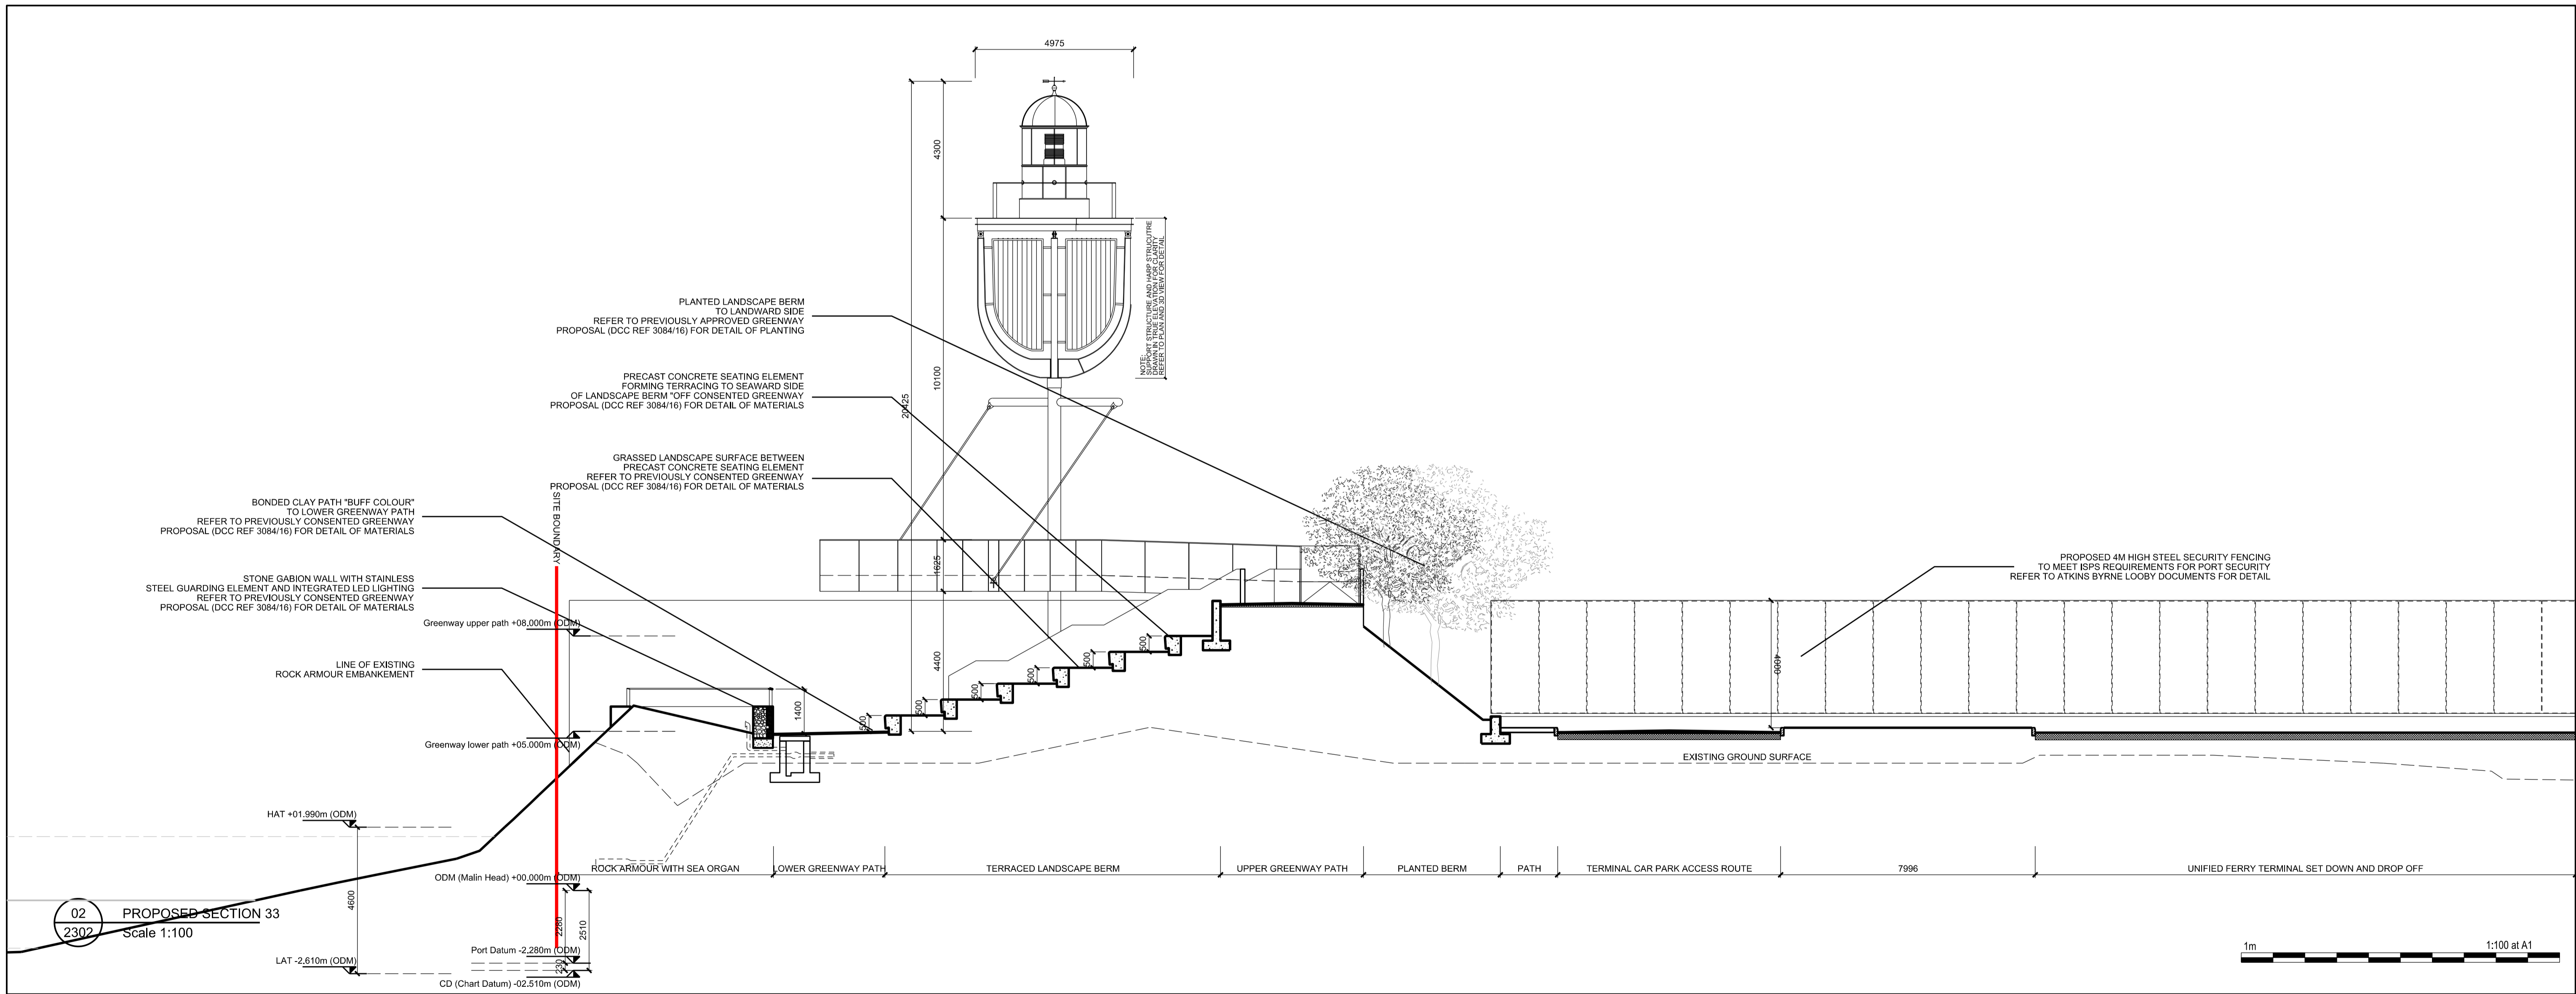 4975
20425
4300
10100
1625
4400
NOTE:
SUPPORT STRUCTURE AND HARP STRUCUTRE
DRAWN IN TRUE ELEVATION FOR CLARITY
REFER TO PLAN AND 3D VIEW FOR DETAIL
PLANTED LANDSCAPE BERM
TO LANDWARD SIDE
REFER TO PREVIOUSLY APPROVED GREENWAY
PROPOSAL (DCC REF 3084/16) FOR DETAIL OF PLANTING
PRECAST CONCRETE SEATING ELEMENT
FORMING TERRACING TO SEAWARD SIDE
OF LANDSCAPE BERM "OFF CONSENTED GREENWAY
PROPOSAL (DCC REF 3084/16) FOR DETAIL OF MATERIALS
GRASSED LANDSCAPE SURFACE BETWEEN
PRECAST CONCRETE SEATING ELEMENT
REFER TO PREVIOUSLY CONSENTED GREENWAY
PROPOSAL (DCC REF 3084/16) FOR DETAIL OF MATERIALS
BONDED CLAY PATH "BUFF COLOUR"
TO LOWER GREENWAY PATH
REFER TO PREVIOUSLY CONSENTED GREENWAY
PROPOSAL (DCC REF 3084/16) FOR DETAIL OF MATERIALS
STONE GABION WALL WITH STAINLESS
STEEL GUARDING ELEMENT AND INTEGRATED LED LIGHTING
REFER TO PREVIOUSLY CONSENTED GREENWAY
PROPOSAL (DCC REF 3084/16) FOR DETAIL OF MATERIALS
LINE OF EXISTING
ROCK ARMOUR EMBANKEMENT
SITE BOUNDARY
PROPOSED 4M HIGH STEEL SECURITY FENCING
TO MEET ISPS REQUIREMENTS FOR PORT SECURITY
REFER TO ATKINS BYRNE LOOBY DOCUMENTS FOR DETAIL
Greenway upper path +08.000m (ODM)
Greenway lower path +05.000m (ODM)
1400
500
500
500
500
500
500
4000
EXISTING GROUND SURFACE
HAT +01.990m (ODM)
4600
LAT -2.610m (ODM)
ODM (Malin Head) +00.000m (ODM)
2280
2510
230
Port Datum -2.280m (ODM)
CD (Chart Datum) -02.510m (ODM)
ROCK ARMOUR WITH SEA ORGAN
LOWER GREENWAY PATH
TERRACED LANDSCAPE BERM
UPPER GREENWAY PATH
PLANTED BERM
PATH
TERMINAL CAR PARK ACCESS ROUTE
7996
UNIFIED FERRY TERMINAL SET DOWN AND DROP OFF
02
2302
PROPOSED SECTION 33
Scale 1:100
1m
1:100 at A1